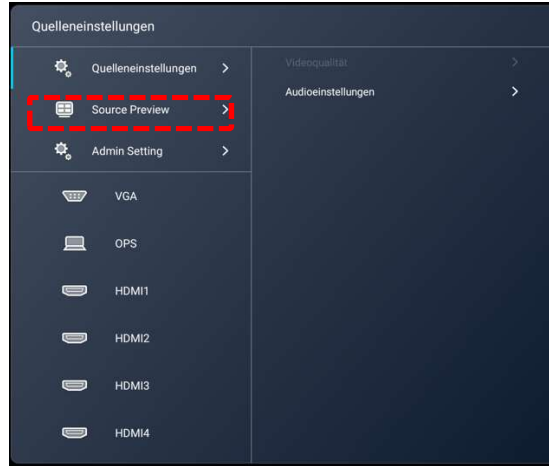 Quelleneinstellungen
Quelleneinstellungen
Source Preview
Admin Setting
VGA
OPS
HDMI1
HDMI2
HDMI3
HDMI4
Videoqualität
Audioeinstellungen